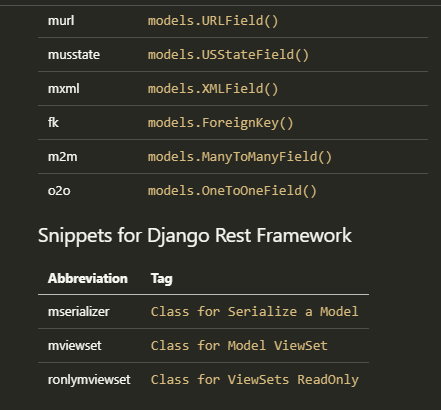 murl models.URLField()
musstate models.USStateField()
mxml models.XMLField()
fk models.ForeignKey()
m2m models.ManyToManyField()
o2o models.OneToOneField()
Snippets for Django Rest Framework
Abbreviation Tag
mserializer Class for Serialize a Model
mviewset Class for Model ViewSet
ronlymviewset Class for ViewSets ReadOnly